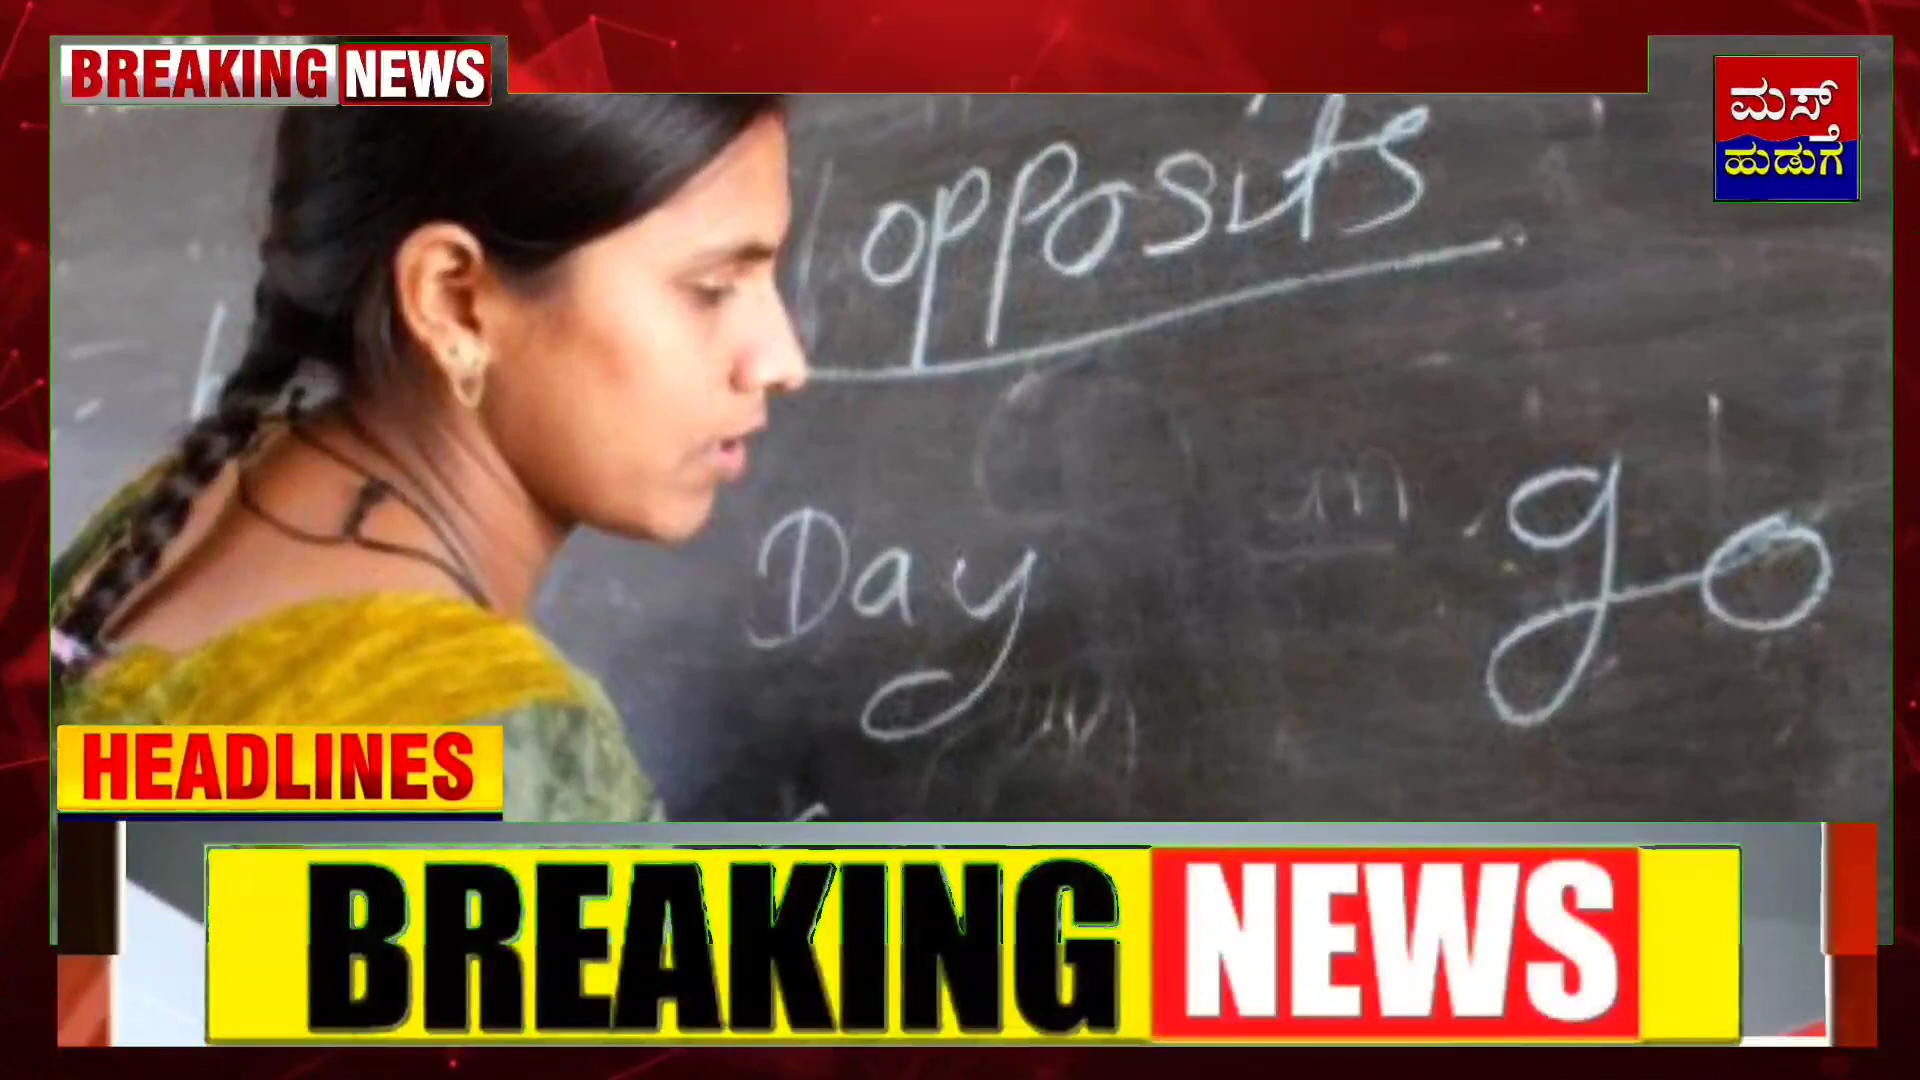 BREAKING NEWS
ಮಸ್ತ್
ಹುಡುಗ
opposits
Day
go
HEADLINES
BREAKING NEWS